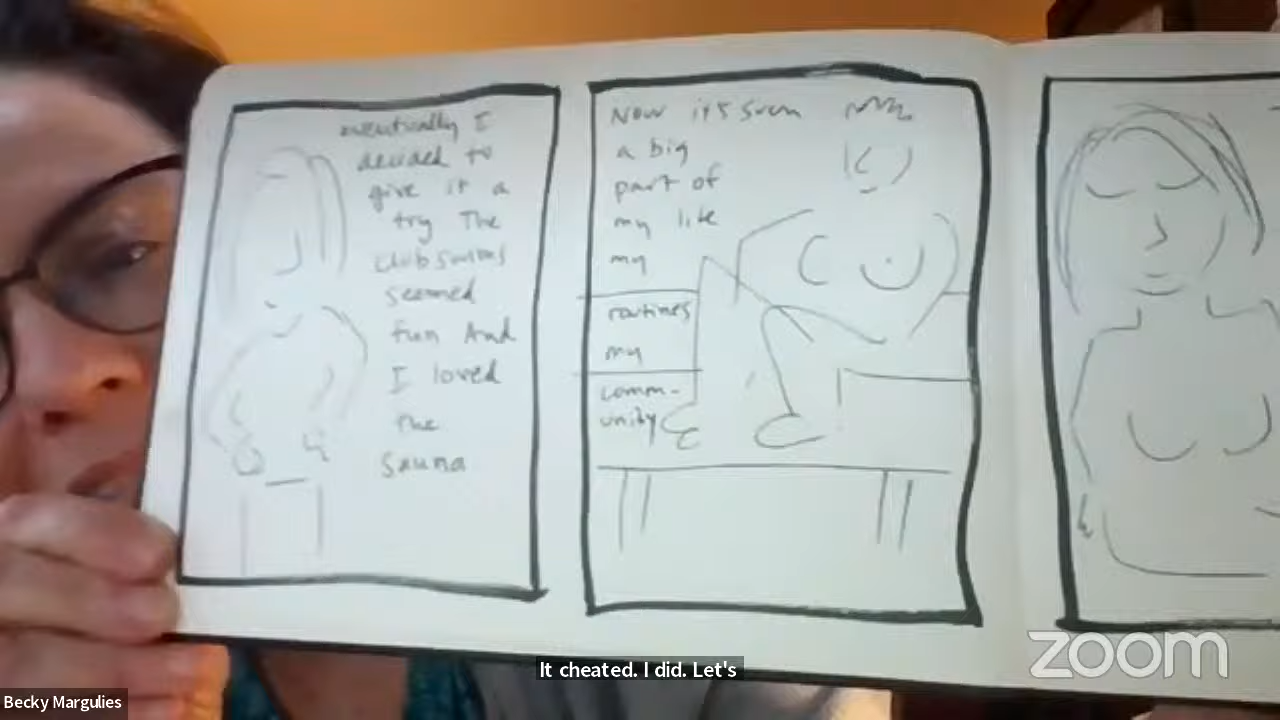 eventually I
decided to
give it a
try The
club swims
seemed
fun And
I loved
the
sauna
Now it's such
a big
part of
my life
my
routines
my
comm-
unity
It cheated. I did. Let's
zoom
Becky Margulies